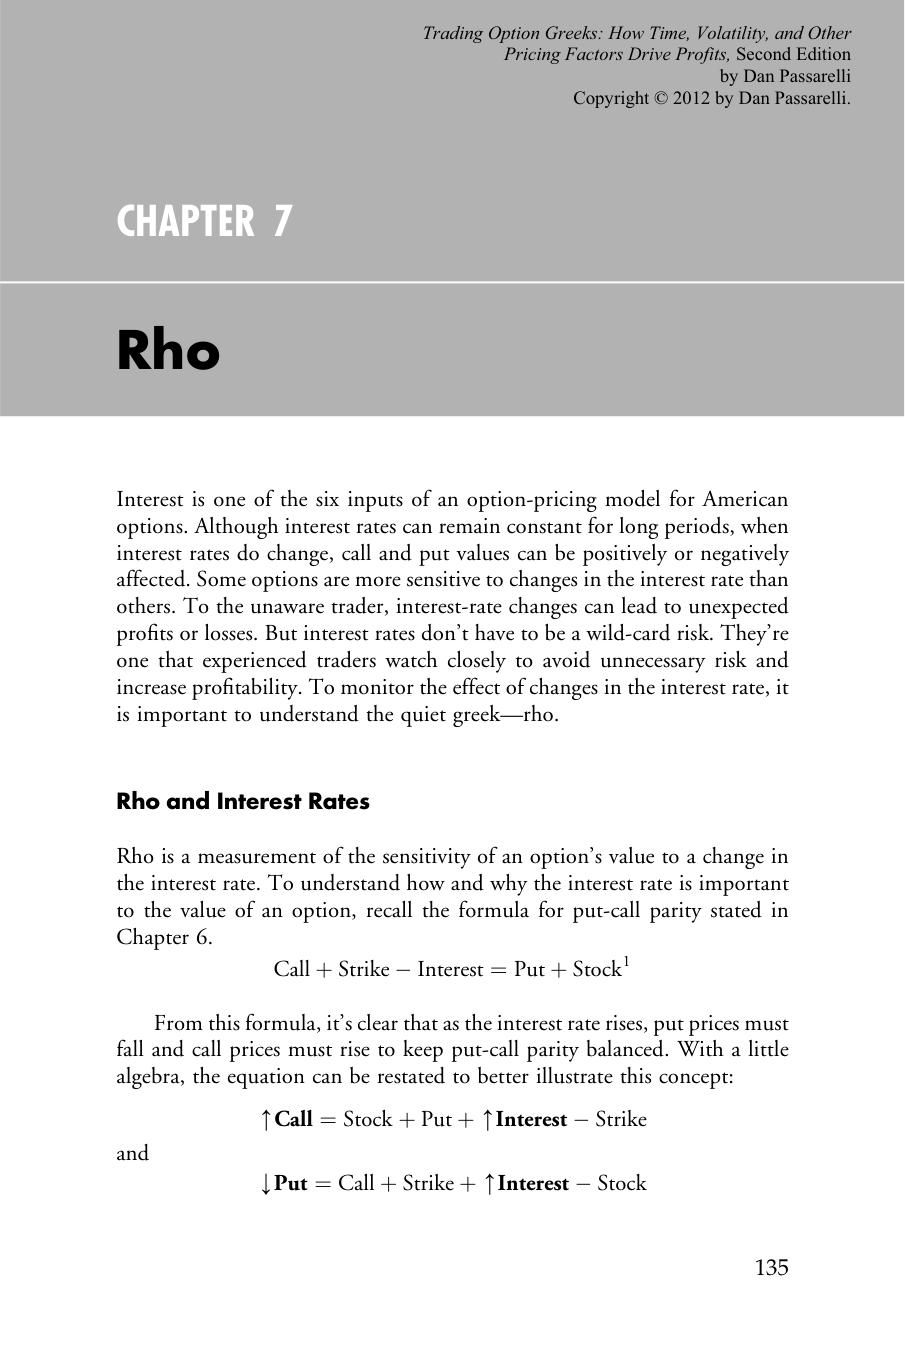 Trading Option Greeks: How Time, Volatility, and Other
Pricing Factors Drive Profits, Second Edition
by Dan Passarelli
Copyright © 2012 by Dan Passarelli.
CHAPTER 7
Rho
Interest is one of the six inputs of an option-pricing model for American
options. Although interest rates can remain constant for long periods, when
interest rates do change, call and put values can be positively or negatively
affected. Some options are more sensitive to changes in the interest rate than
others. To the unaware trader, interest-rate changes can lead to unexpected
profits or losses. But interest rates don’t have to be a wild-card risk. They’re
one that experienced traders watch closely to avoid unnecessary risk and
increase profitability. To monitor the effect of changes in the interest rate, it
is important to understand the quiet greek—rho.
Rho and Interest Rates
Rho is a measurement of the sensitivity of an option’s value to a change in
the interest rate. To understand how and why the interest rate is important
to the value of an option, recall the formula for put-call parity stated in
Chapter 6.
Call + Strike − Interest = Put + Stock¹
From this formula, it’s clear that as the interest rate rises, put prices must
fall and call prices must rise to keep put-call parity balanced. With a little
algebra, the equation can be restated to better illustrate this concept:
↑Call = Stock + Put + ↑Interest − Strike
and
↓Put = Call + Strike + ↑Interest − Stock
135